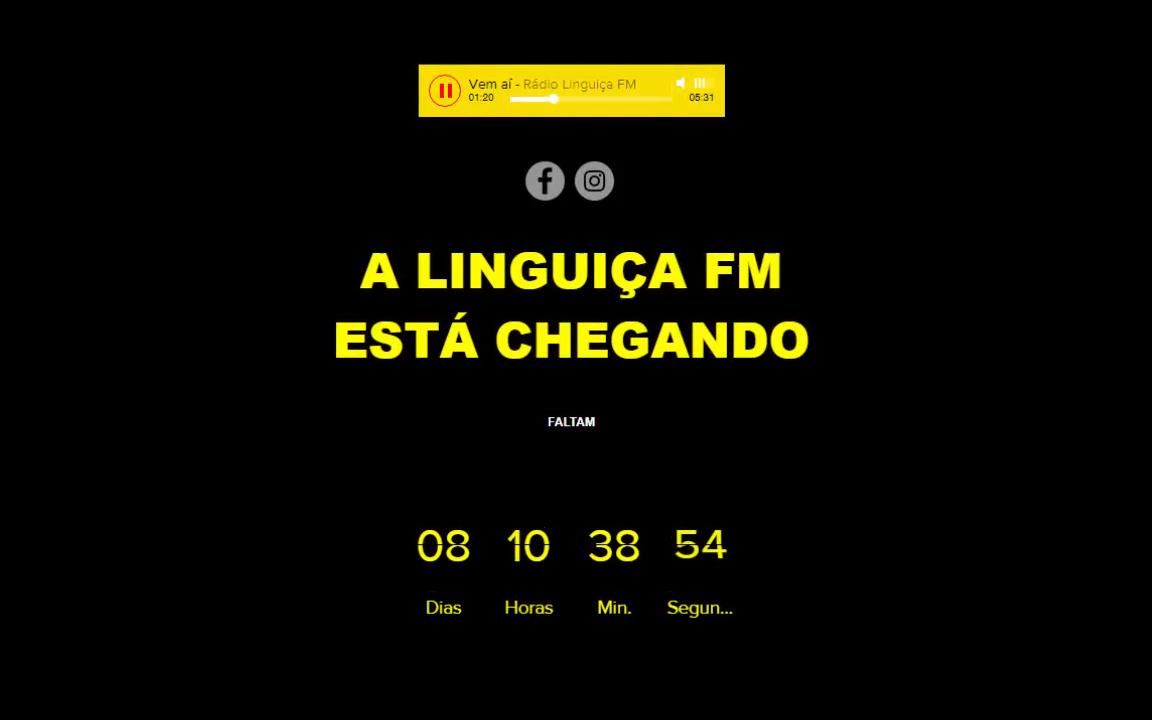 Vem aí - Rádio Linguiça FM
01:20 05:31
A LINGUIÇA FM
ESTÁ CHEGANDO
FALTAM
08 10 38 54
Dias Horas Min. Segun...